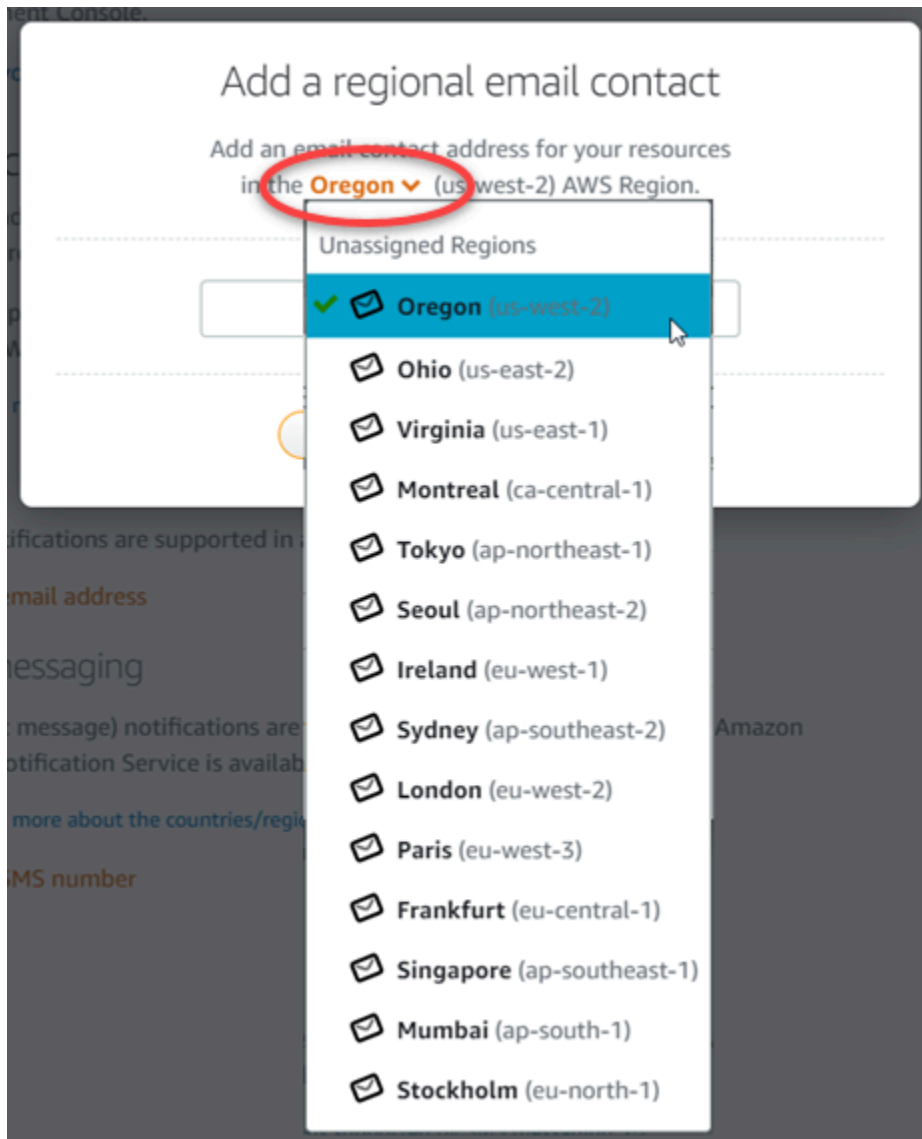 ent Console.
Add a regional email contact
Add an email contact address for your resources
in the Oregon (us-west-2) AWS Region.
Unassigned Regions
Oregon (us-west-2)
Ohio (us-east-2)
Virginia (us-east-1)
Montreal (ca-central-1)
Tokyo (ap-northeast-1)
Seoul (ap-northeast-2)
Ireland (eu-west-1)
Sydney (ap-southeast-2)
London (eu-west-2)
Paris (eu-west-3)
Frankfurt (eu-central-1)
Singapore (ap-southeast-1)
Mumbai (ap-south-1)
Stockholm (eu-north-1)
tifications are supported in
email address
essaging
message) notifications are Amazon
otification Service is availab
more about the countries/regi
SMS number